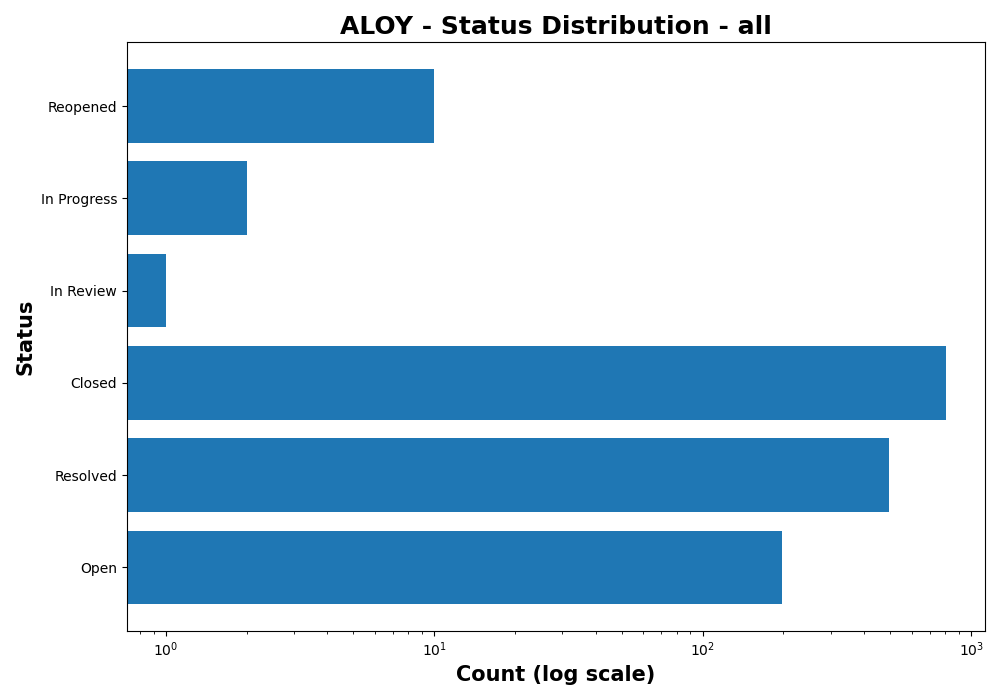 ALOY - Status Distribution - all
Reopened
In Progress
In Review
Closed
Resolved
Open
Status
10⁰
10¹
10²
10³
Count (log scale)